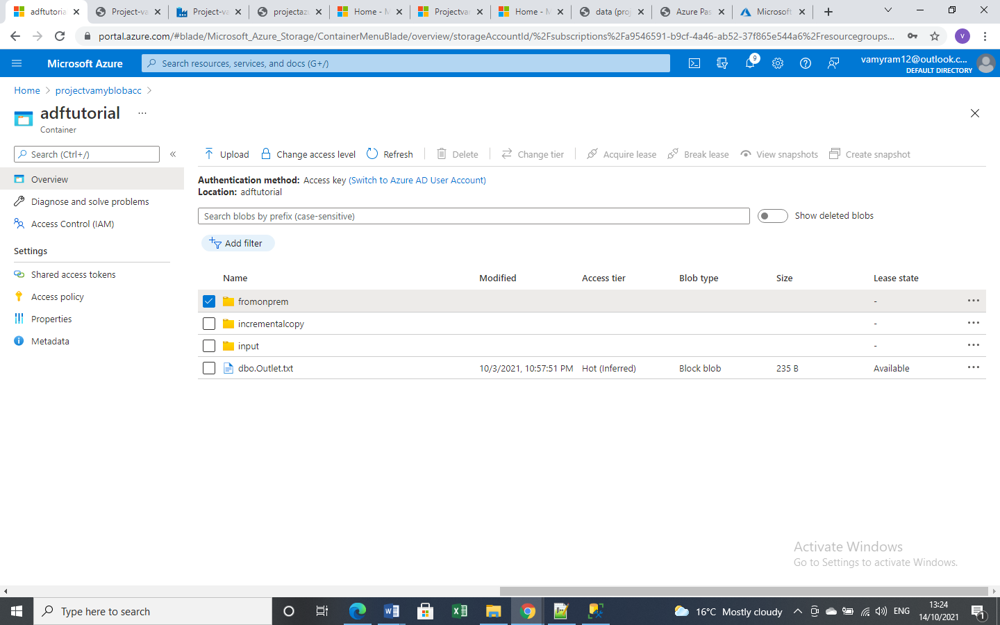 adftutoria
Project-va
Project-va
projectaz
Home - M
Projectvar
Home - M
data (proj
Azure Pas
Microsoft
portal.azure.com/#blade/Microsoft_Azure_Storage/ContainerMenuBlade/overview/storageAccountId/%2Fsubscriptions%2Fa9546591-b9cf-4a46-ab52-37f865e544a6%2Fresourcegroups...
V
Microsoft Azure
Search resources, services, and docs (G+/)
9
vamyram12@outlook.c...
DEFAULT DIRECTORY
Home > projectvamyblobacc >
adftutorial ...
Container
Search (Ctrl+/)
«
Upload
Change access level
Refresh
Delete
Change tier
Acquire lease
Break lease
View snapshots
Create snapshot
Overview
Diagnose and solve problems
Access Control (IAM)
Settings
Shared access tokens
Access policy
Properties
Metadata
Authentication method: Access key (Switch to Azure AD User Account)
Location: adftutorial
Search blobs by prefix (case-sensitive)
Show deleted blobs
Add filter
Name Modified Access tier Blob type Size Lease state
fromonprem - ...
incrementalcopy - ...
input - ...
dbo.Outlet.txt 10/3/2021, 10:57:51 PM Hot (Inferred) Block blob 235 B Available ...
Activate Windows
Go to Settings to activate Windows.
Type here to search
16°C Mostly cloudy
ENG
13:24
14/10/2021
1